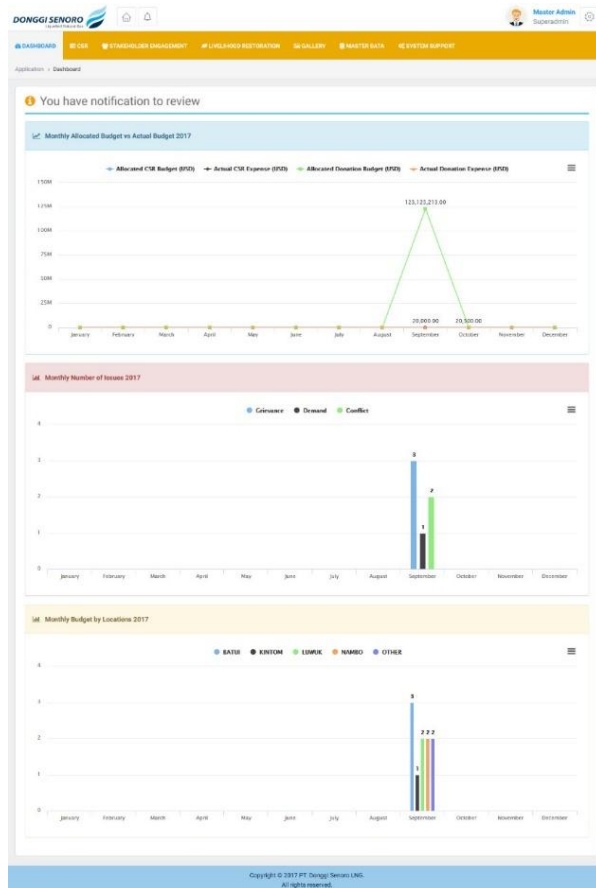 DONGGI SENORO
Master Admin
Superadmin
DASHBOARD CSR STAKEHOLDER ENGAGEMENT LIVELIHOOD RESTORATION GALLERY MASTER DATA SYSTEM SUPPORT
Application > Dashboard
You have notification to review
Monthly Allocated Budget vs Actual Budget 2017
Allocated CSR Budget (USD) Actual CSR Expense (USD) Allocated Donation Budget (USD) Actual Donation Expense (USD)
150M
125M
123,123,213.00
100M
75M
50M
25M
20,000.00
0
January February March April May June July August September October November December
Monthly Number of Issues 2017
Grievance Demand Conflict
4
3
3
2
2
1
1
0
January February March April May June July August September October November December
Monthly Budget by Locations 2017
BATUI KINTOM LUWUK NAMBO OTHER
4
3
3
2 2 2
2
1
1
0
January February March April May June July August September October November December
Copyright © 2017 PT. Donggi Senoro LNG.
All rights reserved.